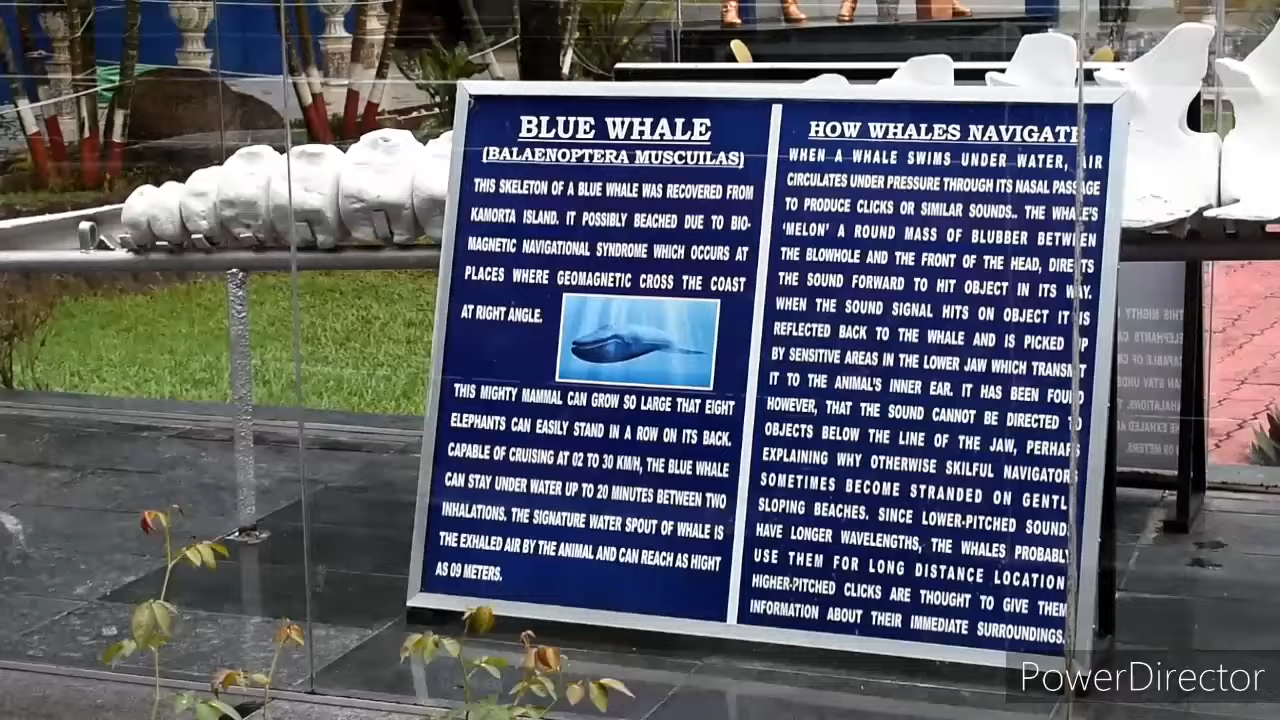 BLUE WHALE
(BALAENOPTERA MUSCUILAS)
THIS SKELETON OF A BLUE WHALE WAS RECOVERED FROM
KAMORTA ISLAND. IT POSSIBLY BEACHED DUE TO BIO-
MAGNETIC NAVIGATIONAL SYNDROME WHICH OCCURS AT
PLACES WHERE GEOMAGNETIC CROSS THE COAST
AT RIGHT ANGLE.
THIS MIGHTY MAMMAL CAN GROW SO LARGE THAT EIGHT
ELEPHANTS CAN EASILY STAND IN A ROW ON ITS BACK.
CAPABLE OF CRUISING AT 02 TO 30 KM/H, THE BLUE WHALE
CAN STAY UNDER WATER UP TO 20 MINUTES BETWEEN TWO
INHALATIONS. THE SIGNATURE WATER SPOUT OF WHALE IS
THE EXHALED AIR BY THE ANIMAL AND CAN REACH AS HIGHT
AS 09 METERS.
HOW WHALES NAVIGATE
WHEN A WHALE SWIMS UNDER WATER, AIR
CIRCULATES UNDER PRESSURE THROUGH ITS NASAL PASSAGE
TO PRODUCE CLICKS OR SIMILAR SOUNDS.. THE WHALE'S
'MELON' A ROUND MASS OF BLUBBER BETWEEN
THE BLOWHOLE AND THE FRONT OF THE HEAD, DIRECTS
THE SOUND FORWARD TO HIT OBJECT IN ITS WAY.
WHEN THE SOUND SIGNAL HITS ON OBJECT IT IS
REFLECTED BACK TO THE WHALE AND IS PICKED UP
BY SENSITIVE AREAS IN THE LOWER JAW WHICH TRANSMIT
IT TO THE ANIMAL'S INNER EAR. IT HAS BEEN FOUND
HOWEVER, THAT THE SOUND CANNOT BE DIRECTED TO
OBJECTS BELOW THE LINE OF THE JAW, PERHAPS
EXPLAINING WHY OTHERWISE SKILFUL NAVIGATORS
SOMETIMES BECOME STRANDED ON GENTLY
SLOPING BEACHES. SINCE LOWER-PITCHED SOUND
HAVE LONGER WAVELENGTHS, THE WHALES PROBABLY
USE THEM FOR LONG DISTANCE LOCATION
HIGHER-PITCHED CLICKS ARE THOUGHT TO GIVE THEM
INFORMATION ABOUT THEIR IMMEDIATE SURROUNDINGS.
PowerDirector